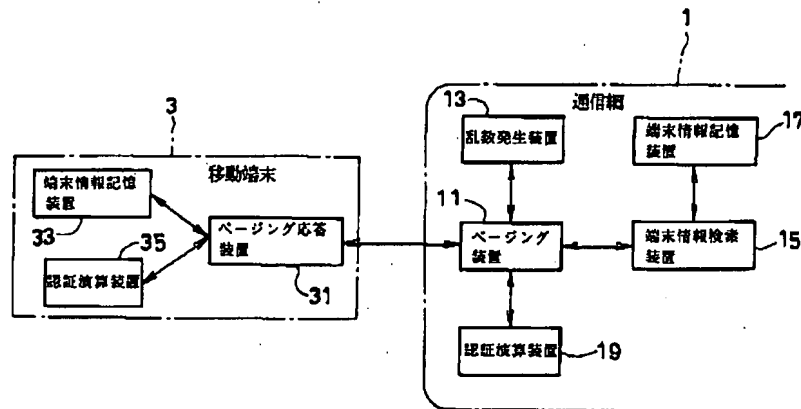 1
通信網
13
乱数発生装置
17
端末情報記憶
装置
3
移動端末
端末情報記憶
装置
33
35
認証演算装置
ページング応答
装置
31
11
ページング
装置
端末情報検索
装置
15
認証演算装置
19